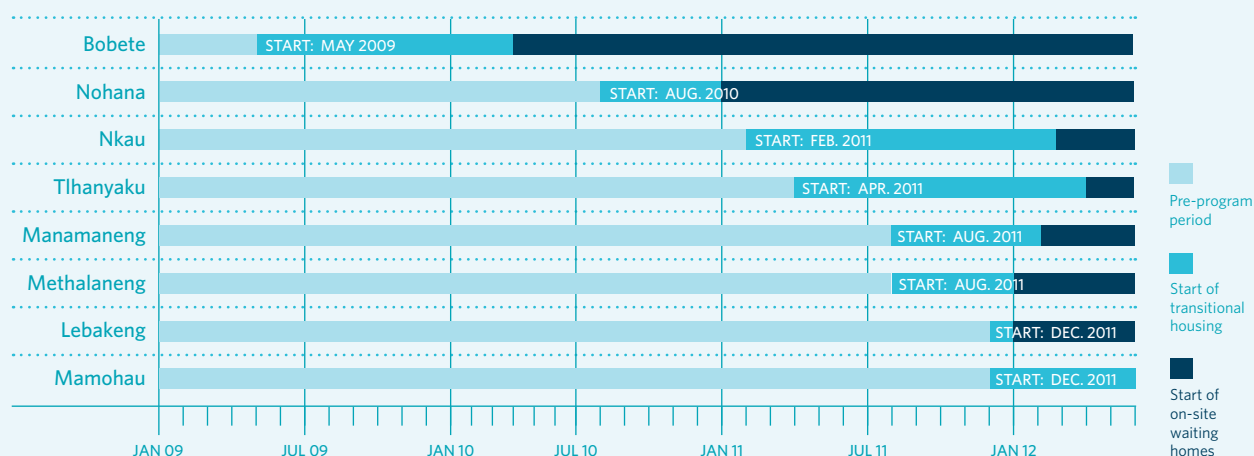 Bobete START: MAY 2009
Nohana START: AUG. 2010
Nkau START: FEB. 2011
Tlhanyaku START: APR. 2011
Manamaneng START: AUG. 2011
Methalaneng START: AUG. 2011
Lebakeng START: DEC. 2011
Mamohau START: DEC. 2011
JAN 09 JUL 09 JAN 10 JUL 10 JAN 11 JUL 11 JAN 12
Pre-program
period
Start of
transitional
housing
Start of
on-site
waiting
homes